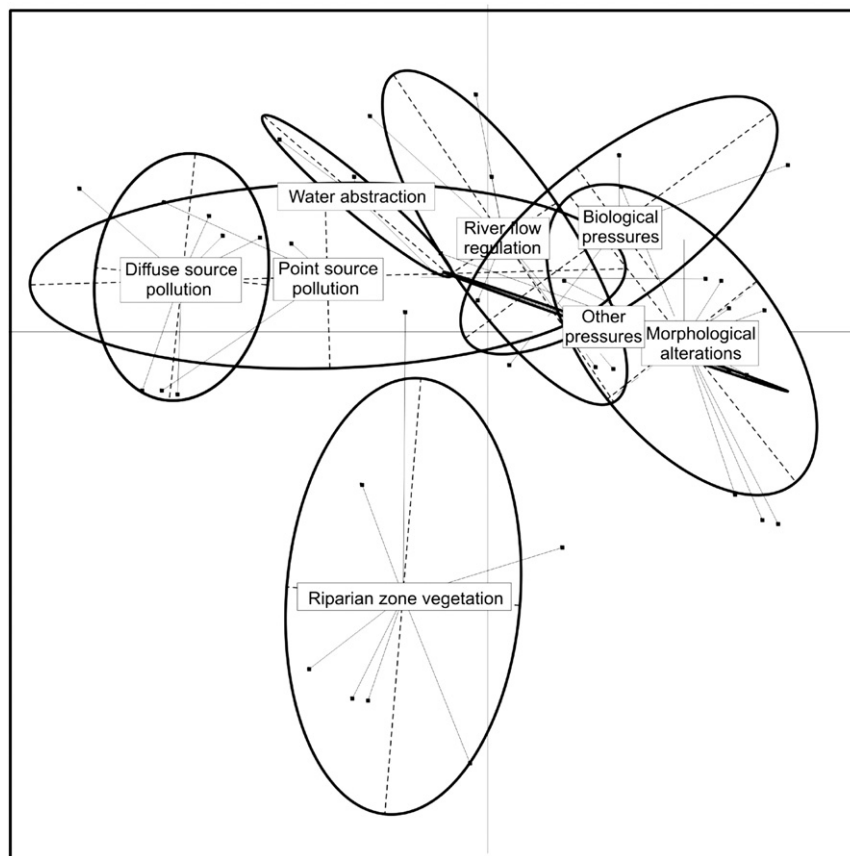 Water abstraction
River flow
regulation
Biological
pressures
Diffuse source
pollution
Point source
pollution
Other
pressures
Morphological
alterations
Riparian zone vegetation